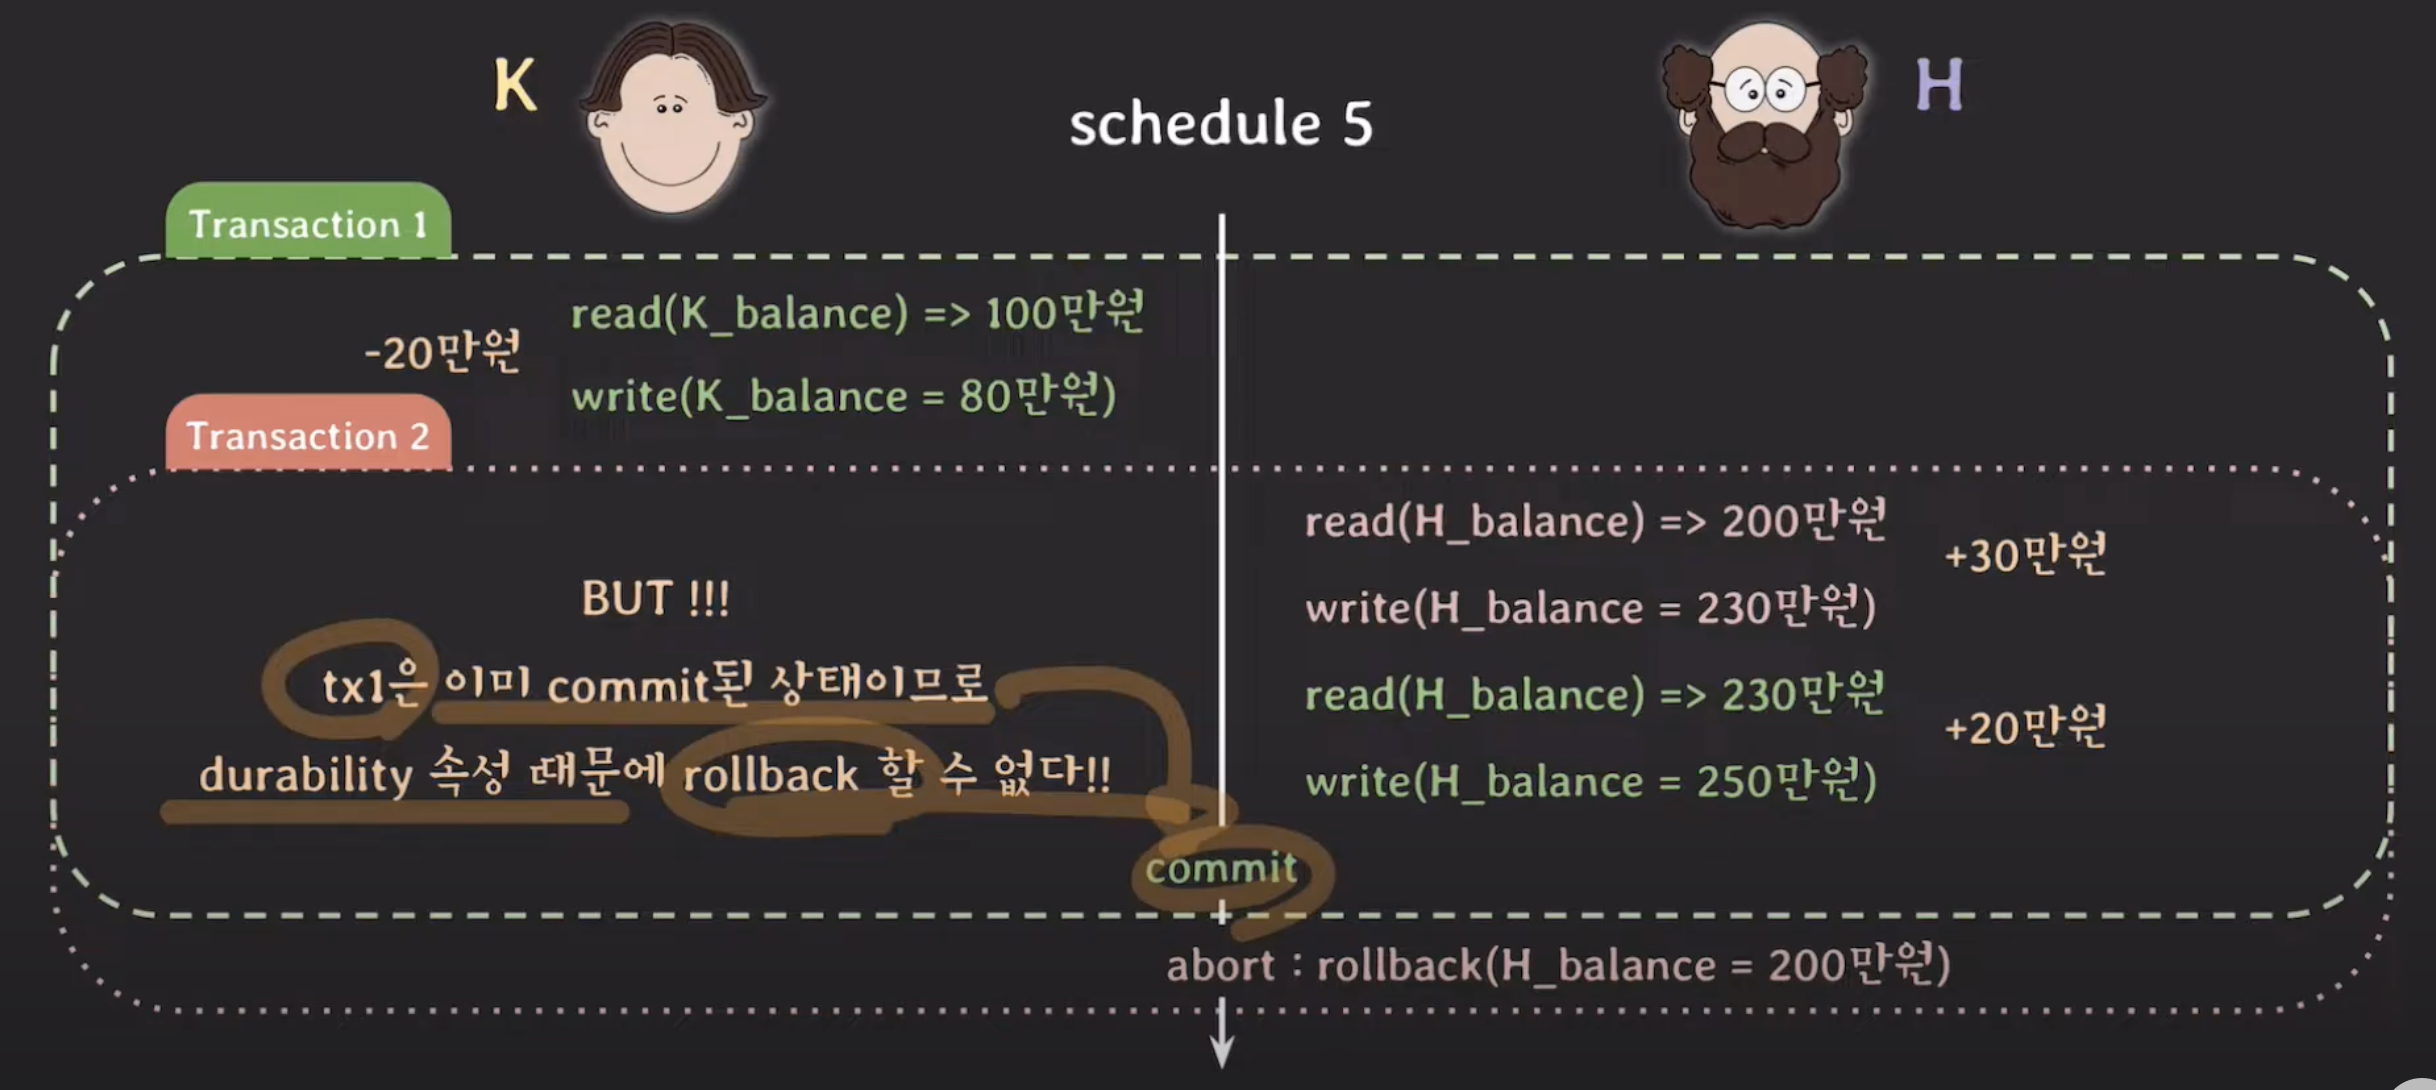 K
schedule 5
H
Transaction 1
read(K_balance) => 100만원
-20만원
write(K_balance = 80만원)
Transaction 2
read(H_balance) => 200만원
+30만원
write(H_balance = 230만원)
BUT !!!
tx1은 이미 commit된 상태이므로
durability 속성 때문에 rollback 할 수 없다!!
read(H_balance) => 230만원
+20만원
write(H_balance = 250만원)
commit
abort : rollback(H_balance = 200만원)